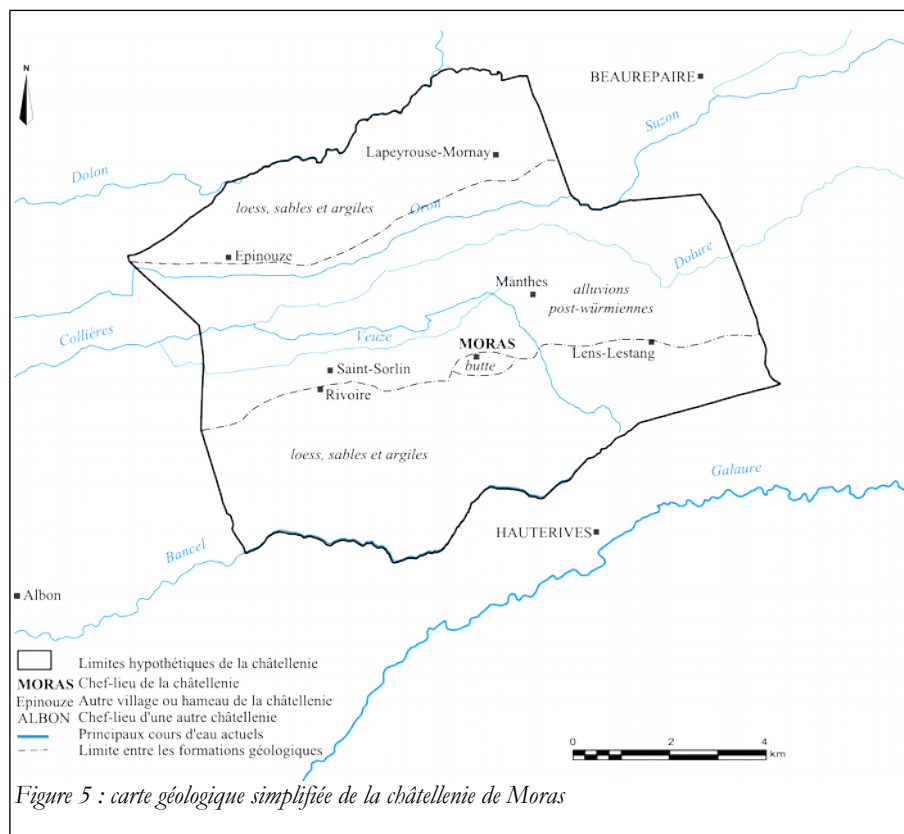 N
BEAUREPAIRE
Suzon
Lapeyrouse-Mornay
Dolon
loess, sables et argiles
Oron
Epinouze
Dolure
Manthes
alluvions
post-würmiennes
Collières
Veuze
MORAS
butte
Lens-Lestang
Saint-Sorlin
Rivoire
loess, sables et argiles
Galaure
HAUTERIVES
Bancel
Albon
Limites hypothétiques de la châtellenie
MORAS Chef-lieu de la châtellenie
Epinouze Autre village ou hameau de la châtellenie
ALBON Chef-lieu d'une autre châtellenie
Principaux cours d'eau actuels
Limite entre les formations géologiques
0 2 4
km
Figure 5 : carte géologique simplifiée de la châtellenie de Moras